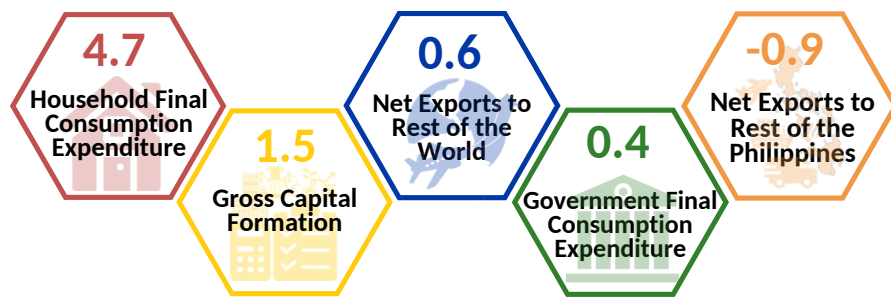 4.7
Household Final
Consumption
Expenditure
1.5
Gross Capital
Formation
0.6
Net Exports to
Rest of the
World
0.4
Government Final
Consumption
Expenditure
-0.9
Net Exports to
Rest of the
Philippines